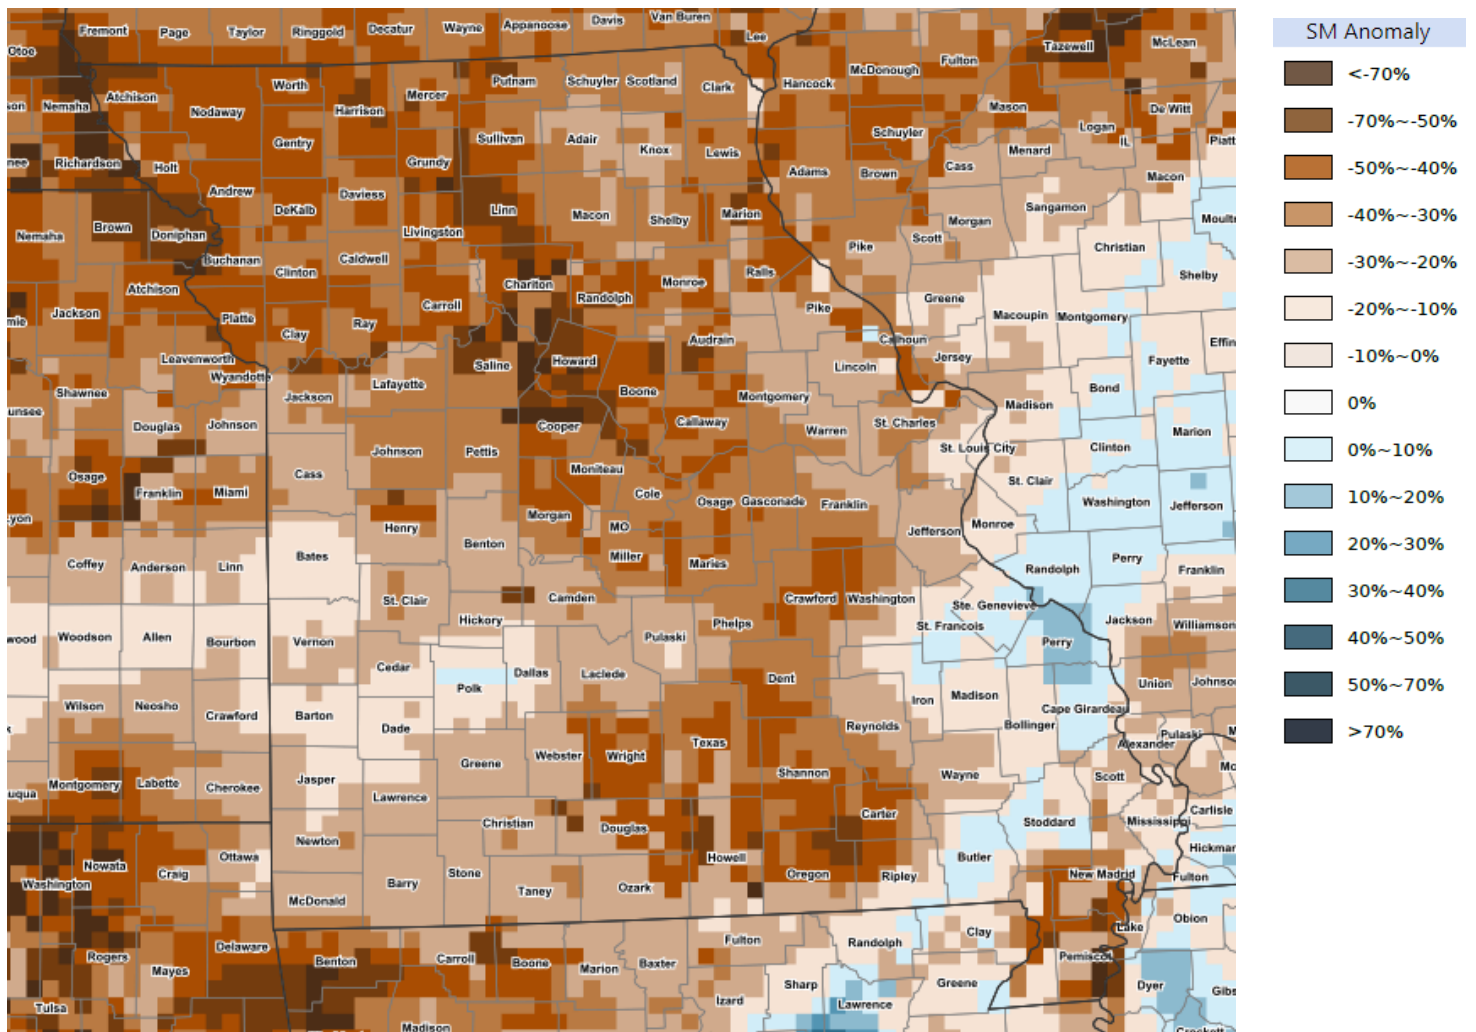 SM Anomaly
<-70%
-70%~-50%
-50%~-40%
-40%~-30%
-30%~-20%
-20%~-10%
-10%~0%
0%
0%~10%
10%~20%
20%~30%
30%~40%
40%~50%
50%~70%
>70%
Fremont Page Taylor Ringgold Decatur Wayne Appanoose Davis Van Buren Lee
Otoe Tazewell McLean
Worth Mercer Putnam Schuyler Scotland Clark Hancock McDonough Fulton
Nemaha Atchison Nodaway Harrison Mason De Witt
Gentry Sullivan Adair Knox Lewis Schuyler Logan IL Piatt
Richardson Holt Grundy Adams Brown Cass Menard Macon
Andrew DeKalb Daviess Linn Macon Shelby Marion Morgan Sangamon Moult
Nemaha Brown Doniphan Livingston Pike Scott Christian
Buchanan Clinton Caldwell Chariton Randolph Monroe Ralls Shelby
Atchison Carroll Pike Greene
Jackson Platte Clay Ray Audrain Calhoun Macoupin Montgomery Effin
Leavenworth Wyandotte Saline Howard Lincoln Jersey Fayette
Shawnee Jackson Lafayette Boone Montgomery Madison Bond
Douglas Johnson Cooper Callaway Warren St. Charles Marion
Johnson Pettis Moniteau St. Louis City Clinton
Osage Franklin Miami Cass Cole Osage Gasconade Franklin St. Clair
Morgan MO Jefferson Monroe Washington Jefferson
Henry Benton Miller Maries
Coffey Anderson Linn Bates Randolph Perry Franklin
St. Clair Camden Crawford Washington Ste. Genevieve
Woodson Allen Bourbon Vernon Hickory Pulaski Phelps St. Francois Perry Jackson Williamson
Cedar Dallas Laclede Dent
Wilson Neosho Crawford Barton Polk Iron Madison Union Johnso
Dade Reynolds Bollinger Cape Girardeau
Webster Wright Texas Alexander Pulaski
Montgomery Labette Cherokee Jasper Greene Shannon Wayne Scott
Lawrence Carlisle
Newton Christian Douglas Carter Stoddard Mississippi
Nowata Ottawa Howell Butler Hickman
Washington Craig Barry Stone Taney Ozark Oregon Ripley New Madrid Fulton
McDonald
Delaware Fulton Randolph Clay Lake Obion
Rogers Mayes Benton Carroll Boone Marion Baxter Pemiscot
Tulsa Izard Sharp Lawrence Greene Dyer Gibs
Madison Crockett